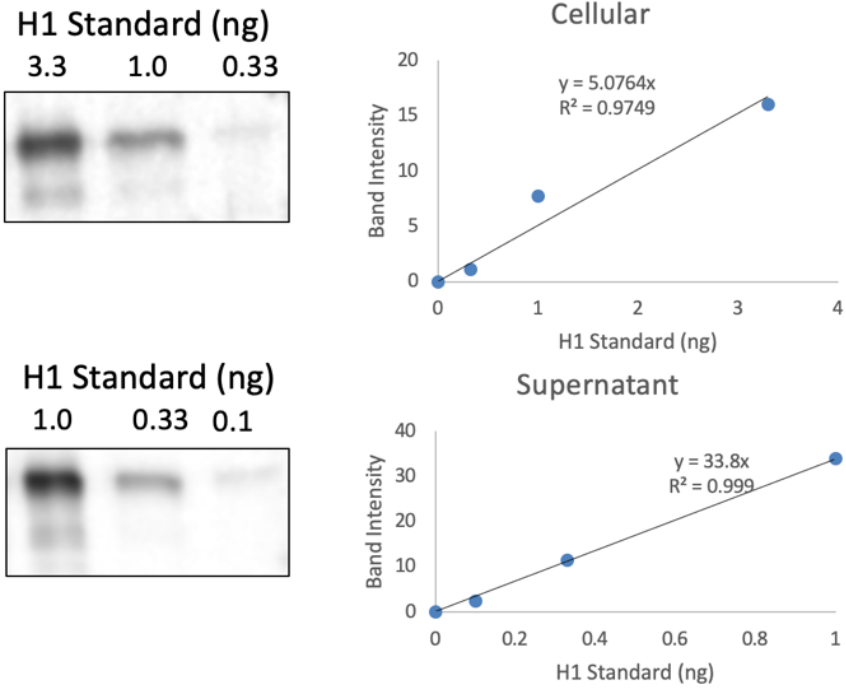 H1 Standard (ng)
3.3 1.0 0.33
Cellular
y = 5.0764x
R² = 0.9749
Band Intensity
20
15
10
5
0
0 1 2 3 4
H1 Standard (ng)
H1 Standard (ng)
1.0 0.33 0.1
Supernatant
y = 33.8x
R² = 0.999
Band Intensity
40
30
20
10
0
0 0.2 0.4 0.6 0.8 1
H1 Standard (ng)